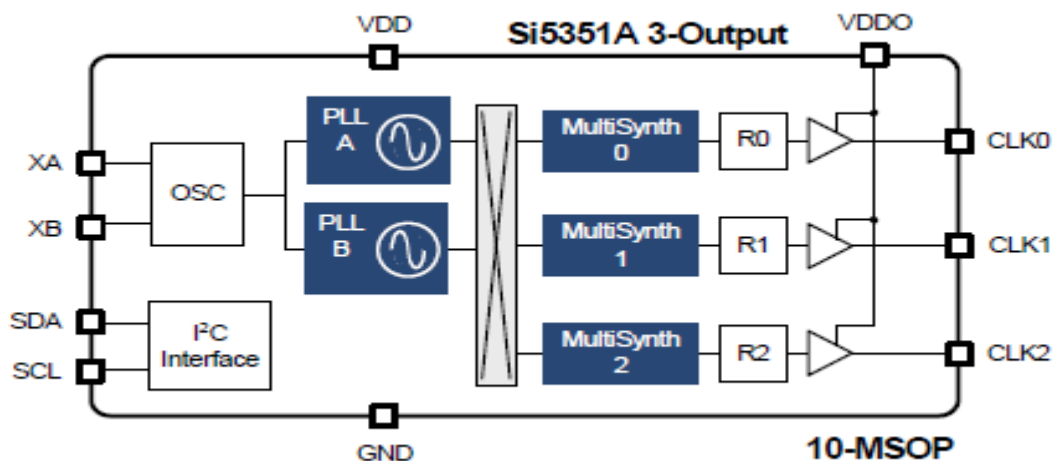 VDD
Si5351A 3-Output
VDDO
PLL
A
MultiSynth
0
R0
CLK0
XA
OSC
XB
PLL
B
MultiSynth
1
R1
CLK1
SDA
I²C
Interface
SCL
MultiSynth
2
R2
CLK2
GND
10-MSOP